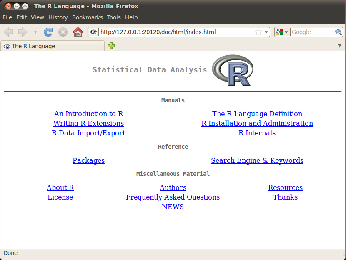 The R Language - Mozilla Firefox
File Edit View History Bookmarks Tools Help
http://127.0.0.1:20120/doc/html/index.html Google
The R Language
Statistical Data Analysis R
Manuals
An Introduction to R The R Language Definition
Writing R Extensions R Installation and Administration
R Data Import/Export R Internals
Reference
Packages Search Engine & Keywords
Miscellaneous Material
About R Authors Resources
License Frequently Asked Questions Thanks
NEWS
Done